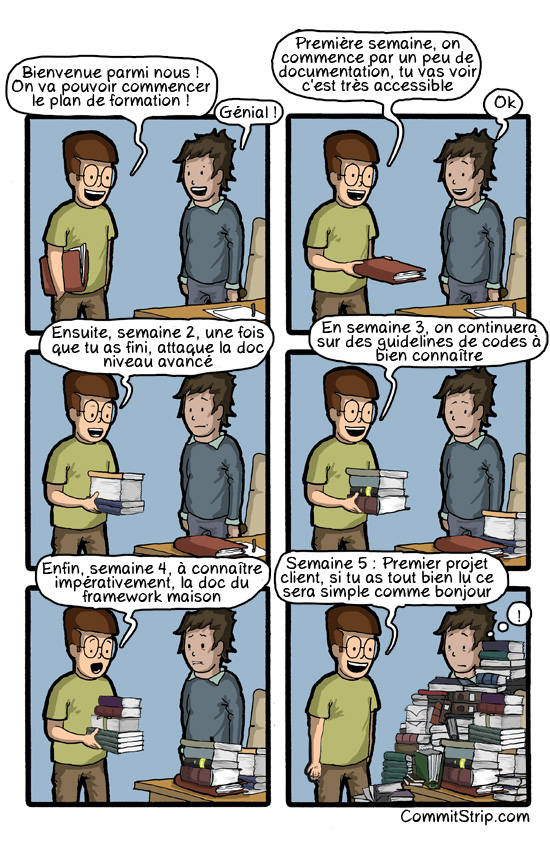 Bienvenue parmi nous !
On va pouvoir commencer
le plan de formation !
Génial !
Première semaine, on
commence par un peu de
documentation, tu vas voir
c'est très accessible
Ok
Ensuite, semaine 2, une fois
que tu as fini, attaque la doc
niveau avancé
En semaine 3, on continuera
sur des guidelines de codes à
bien connaître
Enfin, semaine 4, à connaître
impérativement, la doc du
framework maison
Semaine 5 : Premier projet
client, si tu as tout bien lu ce
sera simple comme bonjour
!
CommitStrip.com